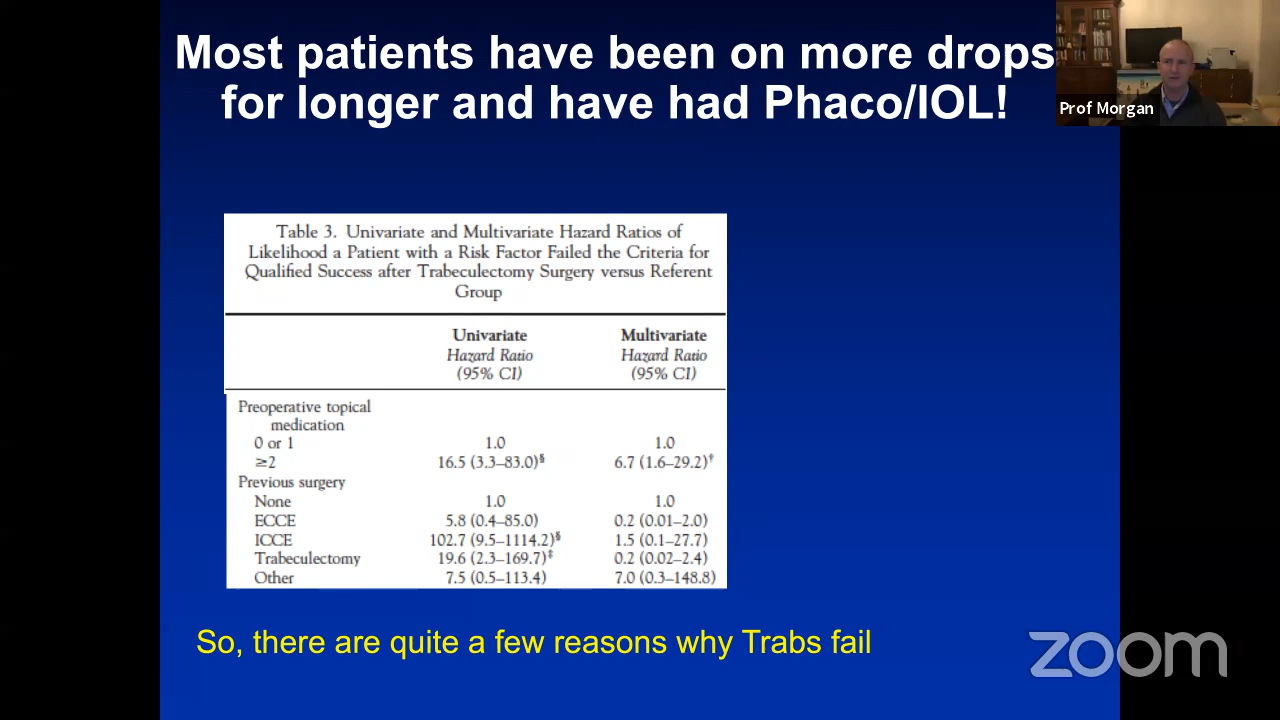 Most patients have been on more drops
for longer and have had Phaco/IOL!
Prof Morgan
Table 3. Univariate and Multivariate Hazard Ratios of
Likelihood a Patient with a Risk Factor Failed the Criteria for
Qualified Success after Trabeculectomy Surgery versus Referent
Group
Univariate Multivariate
Hazard Ratio Hazard Ratio
(95% CI) (95% CI)
Preoperative topical
medication
0 or 1 1.0 1.0
≥2 16.5 (3.3–83.0)§ 6.7 (1.6–29.2)†
Previous surgery
None 1.0 1.0
ECCE 5.8 (0.4–85.0) 0.2 (0.01–2.0)
ICCE 102.7 (9.5–1114.2)§ 1.5 (0.1–27.7)
Trabeculectomy 19.6 (2.3–169.7)‡ 0.2 (0.02–2.4)
Other 7.5 (0.5–113.4) 7.0 (0.3–148.8)
So, there are quite a few reasons why Trabs fail
zoom